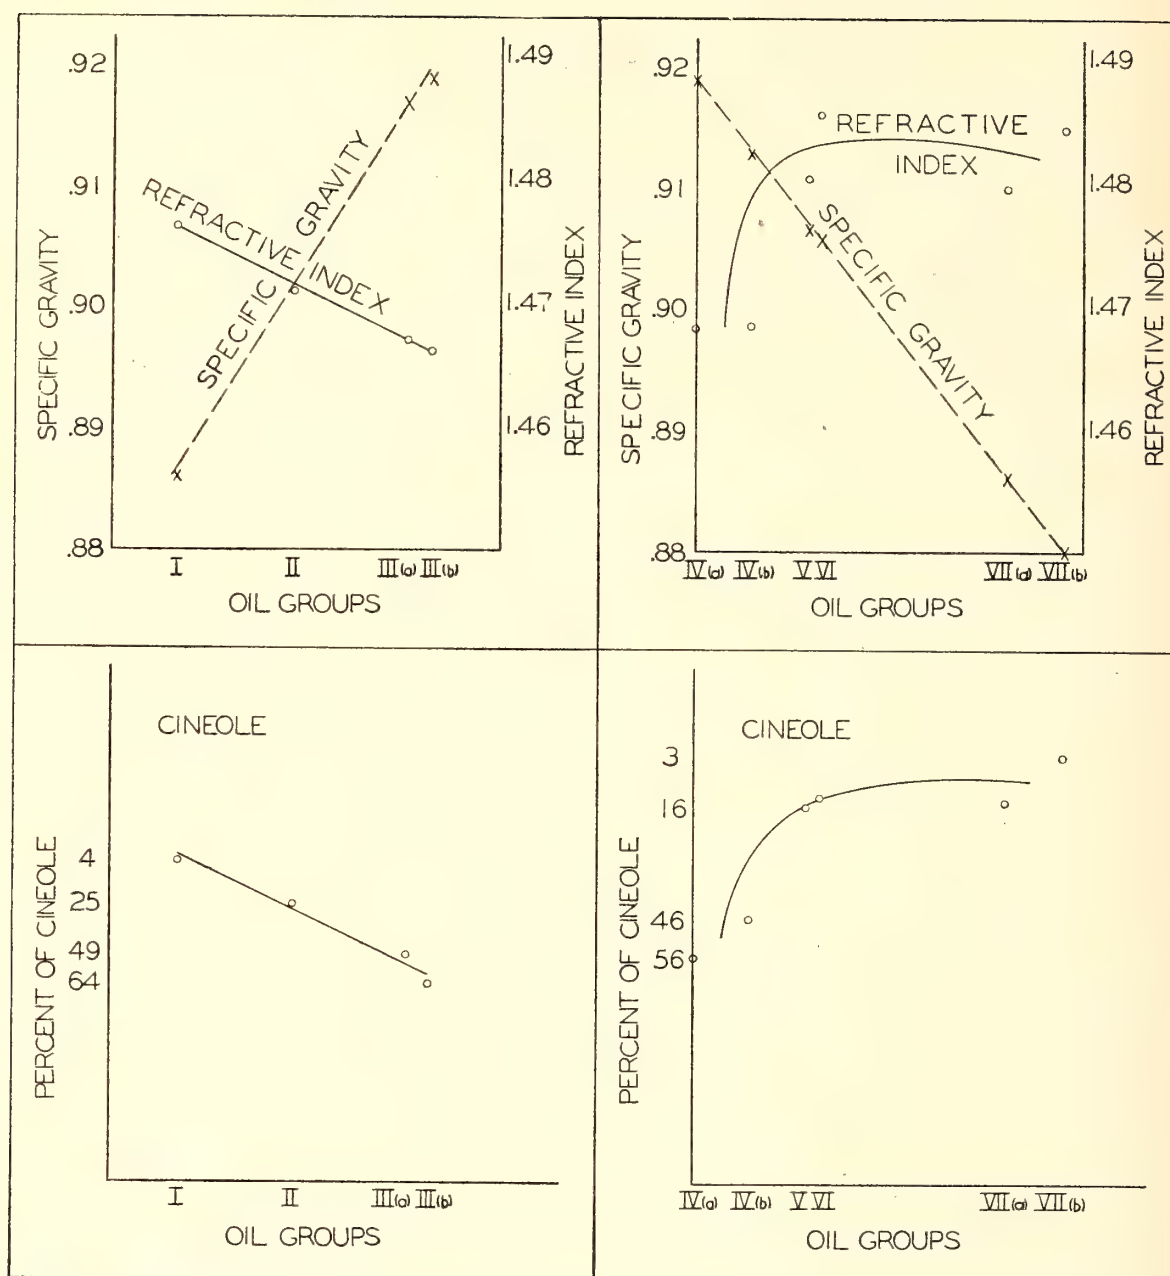 SPECIFIC GRAVITY
.92
.91
.90
.89
.88
REFRACTIVE INDEX
SPECIFIC GRAVITY
1.49
1.48
1.47
1.46
REFRACTIVE INDEX
I II III(a) III(b)
OIL GROUPS
SPECIFIC GRAVITY
.92
.91
.90
.89
.88
REFRACTIVE
INDEX
SPECIFIC GRAVITY
1.49
1.48
1.47
1.46
REFRACTIVE INDEX
IV(a) IV(b) V VI VII(a) VII(b)
OIL GROUPS
CINEOLE
PERCENT OF CINEOLE
4
25
49
64
I II III(a) III(b)
OIL GROUPS
CINEOLE
PERCENT OF CINEOLE
3
16
46
56
IV(a) IV(b) V VI VII(a) VII(b)
OIL GROUPS